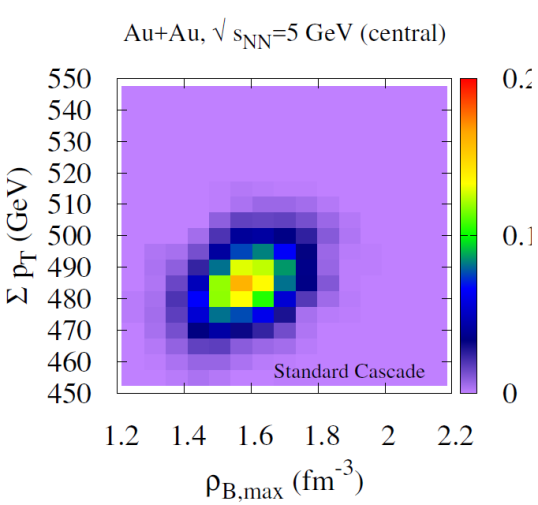 Au+Au, √ sNN=5 GeV (central)
550
540
530
520
510
500
490
480
470
460
450
Σ pT (GeV)
0.2
0.1
0
Standard Cascade
1.2 1.4 1.6 1.8 2 2.2
ρB,max (fm-3)